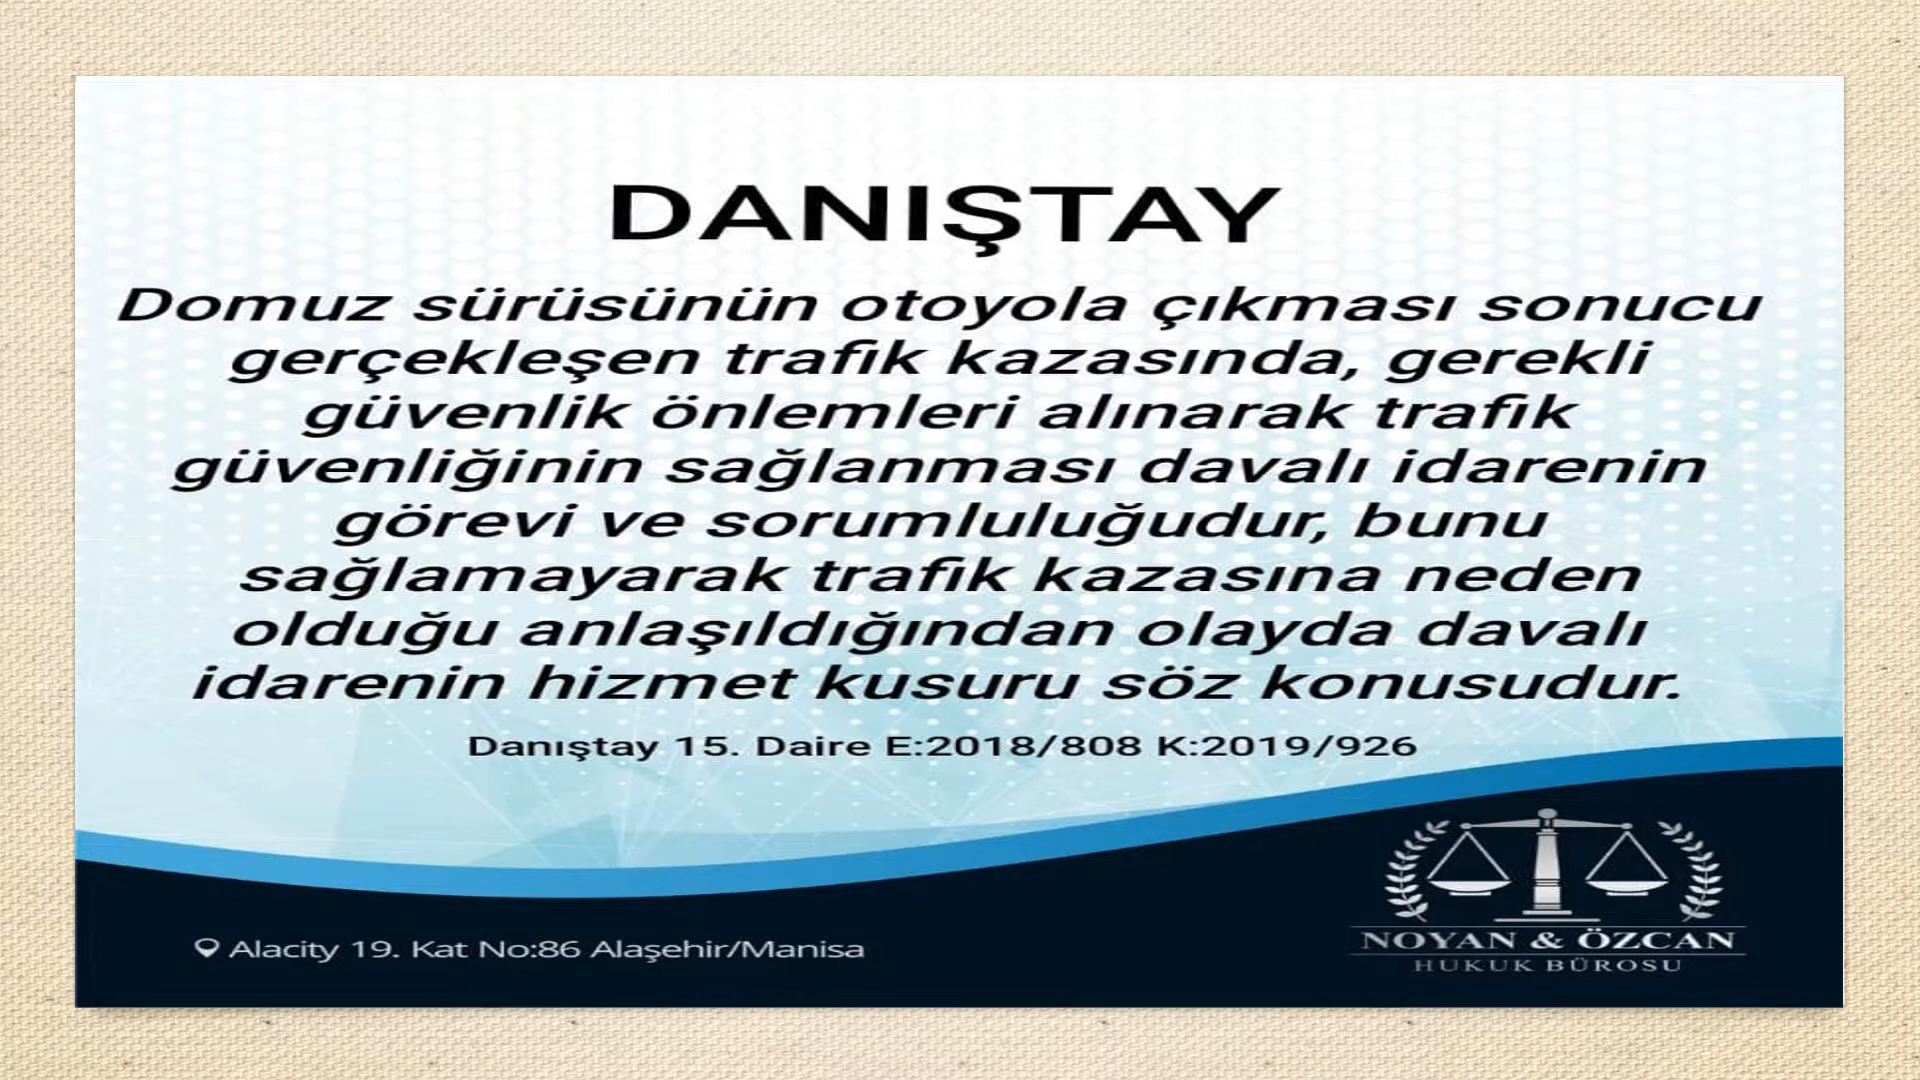 DANIŞTAY
Domuz sürüsünün otoyola çıkması sonucu
gerçekleşen trafik kazasında, gerekli
güvenlik önlemleri alınarak trafik
güvenliğinin sağlanması davalı idarenin
görevi ve sorumluluğudur, bunu
sağlamayarak trafik kazasına neden
olduğu anlaşıldığından olayda davalı
idarenin hizmet kusuru söz konusudur.
Danıştay 15. Daire E:2018/808 K:2019/926
Alacity 19. Kat No:86 Alaşehir/Manisa
NOYAN & ÖZCAN
HUKUK BÜROSU